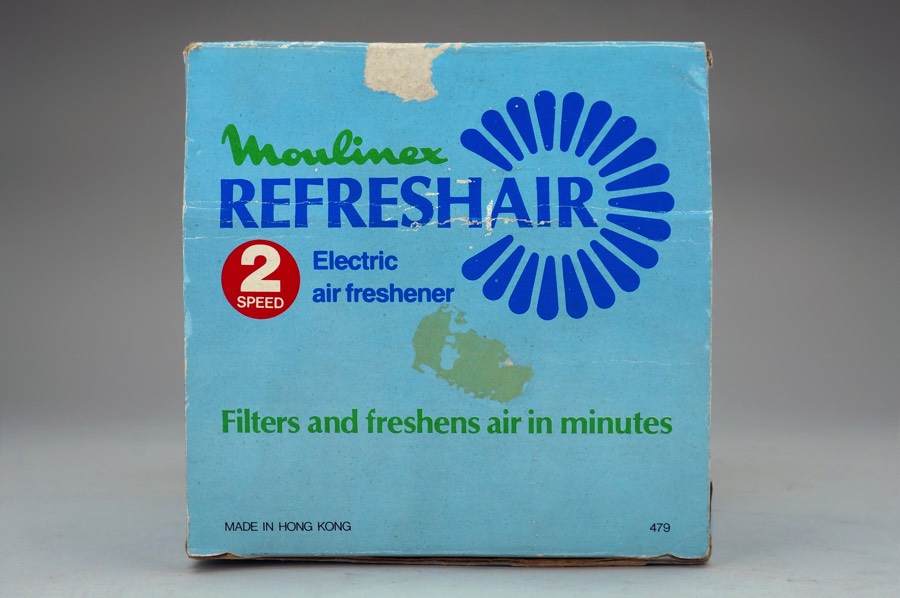 Moulinex
REFRESHAIR
2
SPEED
Electric
air freshener
Filters and freshens air in minutes
MADE IN HONG KONG
479